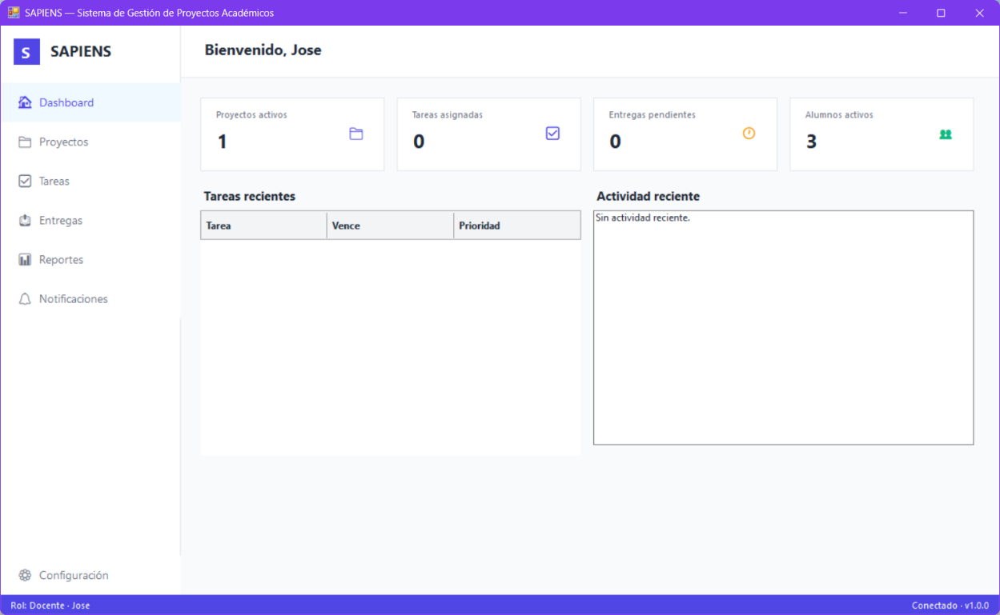 SAPIENS — Sistema de Gestión de Proyectos Académicos
S SAPIENS
Bienvenido, Jose
Dashboard
Proyectos
Tareas
Entregas
Reportes
Notificaciones
Configuración
Proyectos activos
1
Tareas asignadas
0
Entregas pendientes
0
Alumnos activos
3
Tareas recientes
Tarea Vence Prioridad
Actividad reciente
Sin actividad reciente.
Rol: Docente · Jose
Conectado · v1.0.0